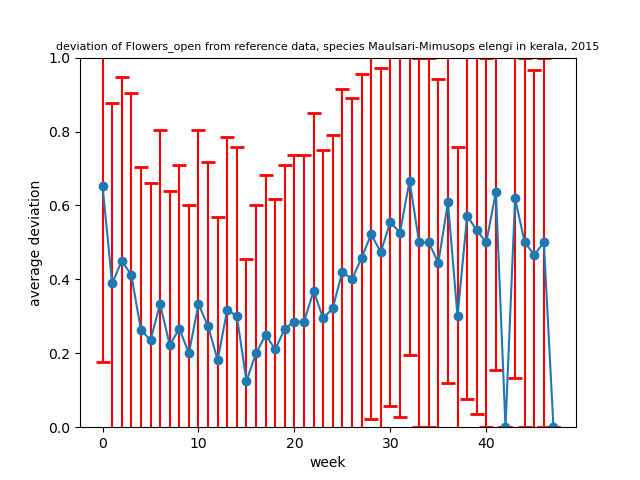 deviation of Flowers_open from reference data, species Maulsari-Mimusops elengi in kerala, 2015
1.0
0.8
0.6
0.4
0.2
0.0
average deviation
0 10 20 30 40
week